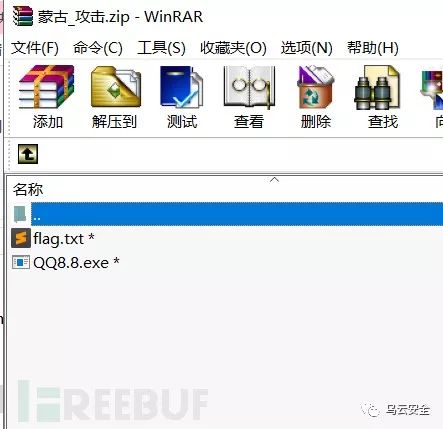 蒙古_攻击.zip - WinRAR
文件(F) 命令(C) 工具(S) 收藏夹(O) 选项(N) 帮助(H)
添加 解压到 测试 查看 删除 查找
名称
..
flag.txt *
QQ8.8.exe *
FREEBUF
乌云安全